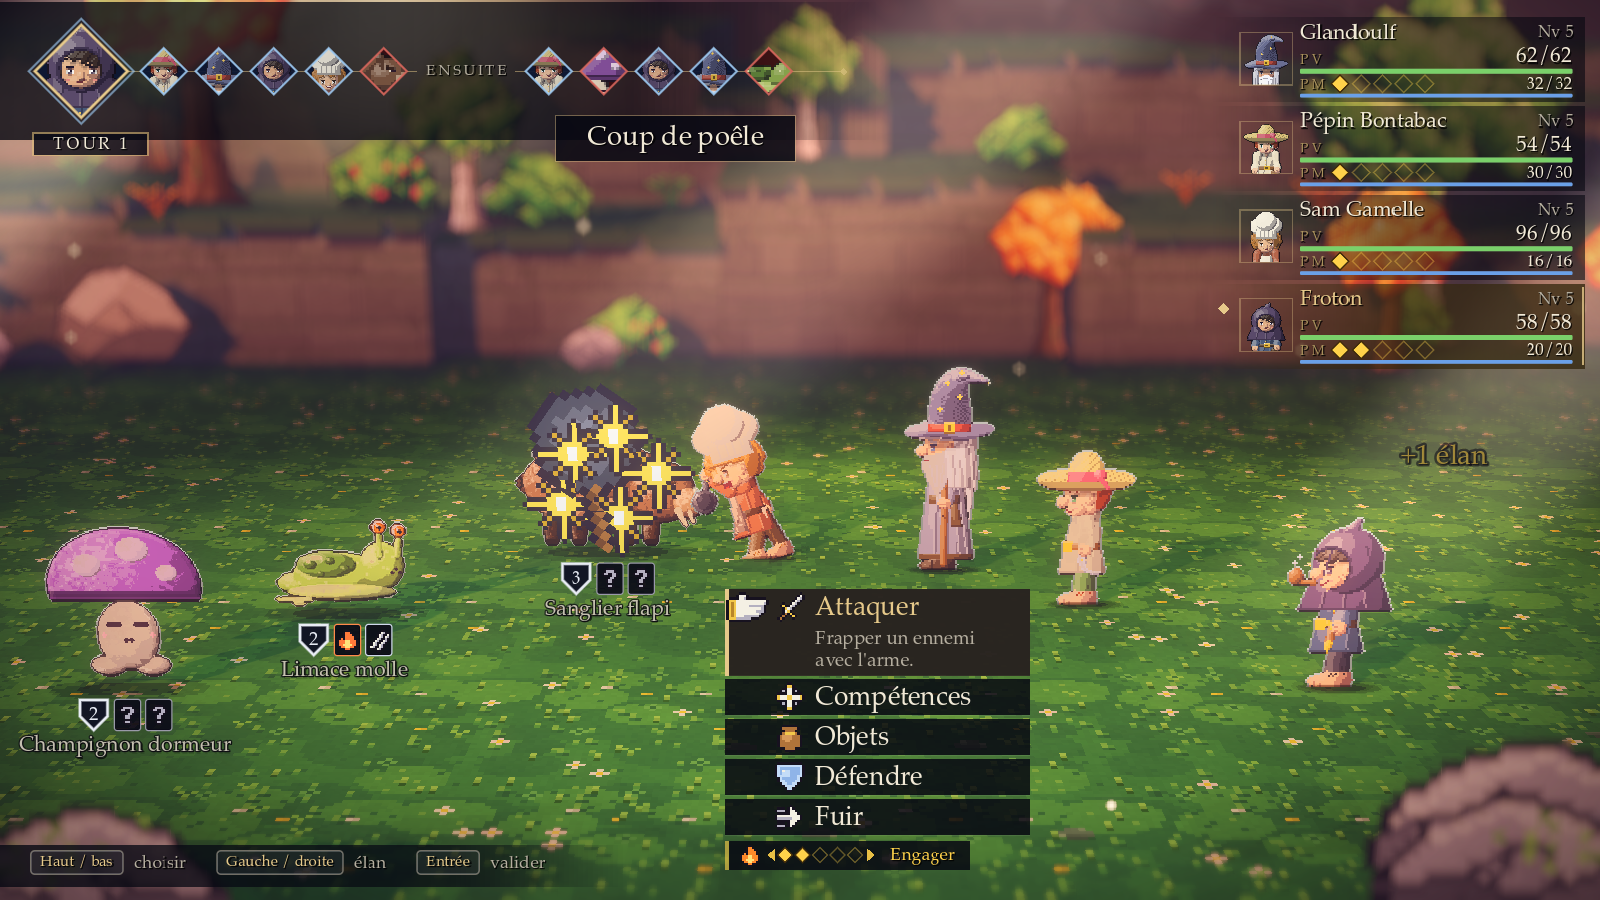 ENSUITE
TOUR 1
Coup de poêle
Glandoulf Nv 5
PV 62/62
PM 32/32
Pépin Bontabac Nv 5
PV 54/54
PM 30/30
Sam Gamelle Nv 5
PV 96/96
PM 16/16
Froton Nv 5
PV 58/58
PM 20/20
+1 élan
3 ? ?
Sanglier flapi
2
Limace molle
2 ? ?
Champignon dormeur
Attaquer
Frapper un ennemi
avec l'arme.
Compétences
Objets
Défendre
Fuir
Engager
Haut / bas choisir Gauche / droite élan Entrée valider